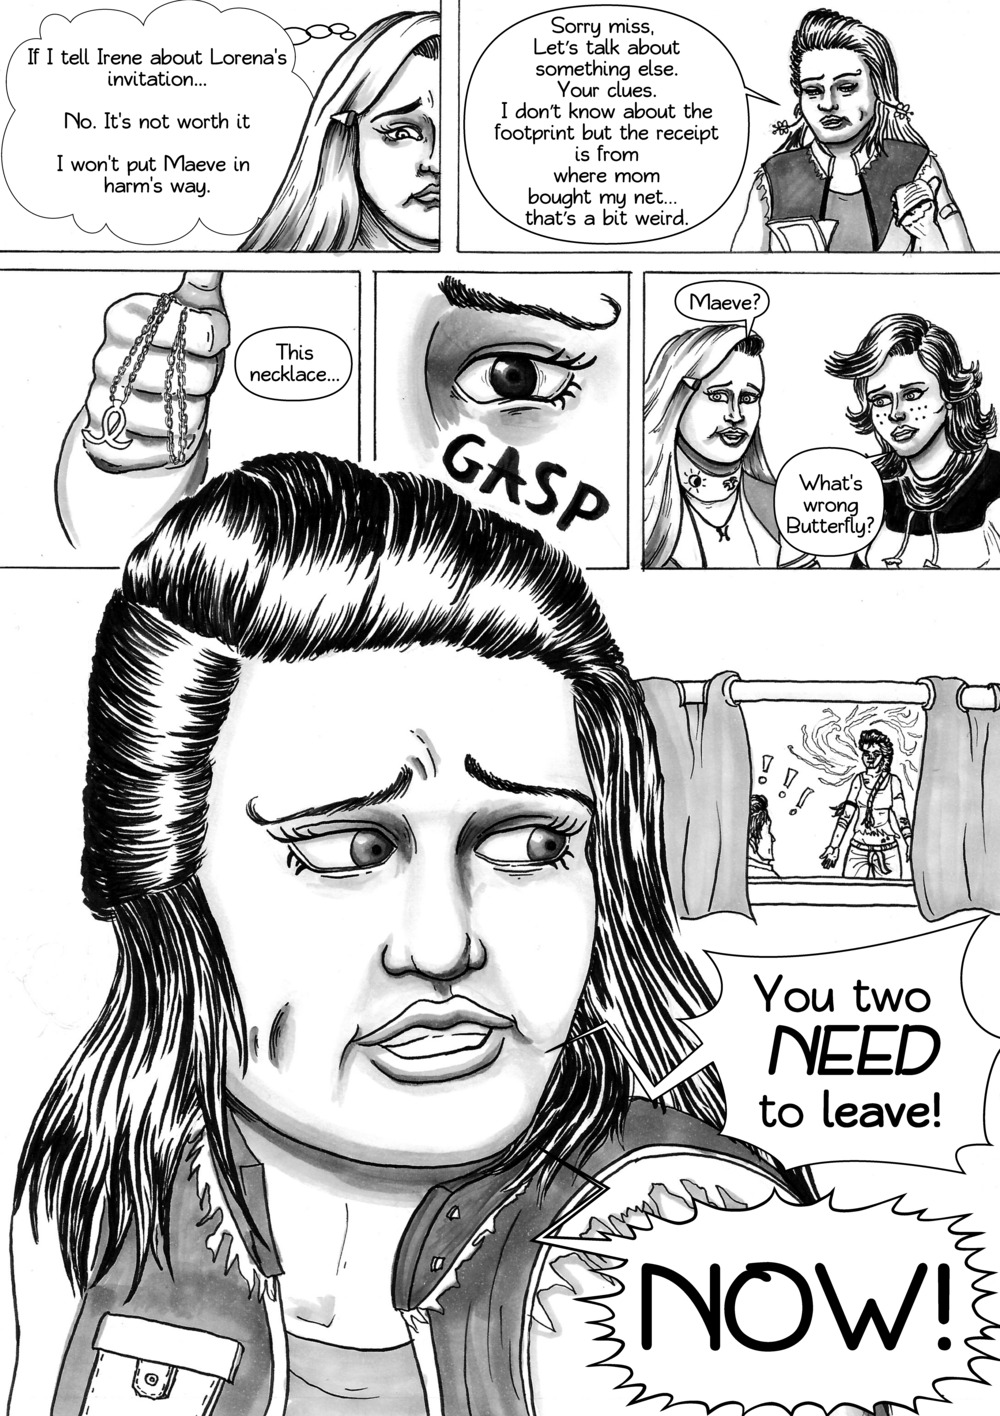 If I tell Irene about Lorena's
invitation...
No. It's not worth it
I won't put Maeve in
harm's way.
Sorry miss,
Let's talk about
something else.
Your clues.
I don't know about the
footprint but the receipt
is from
where mom
bought my net...
that's a bit weird.
This
necklace...
GASP
Maeve?
What's
wrong
Butterfly?
! ! !
You two
NEED
to leave!
NOW!